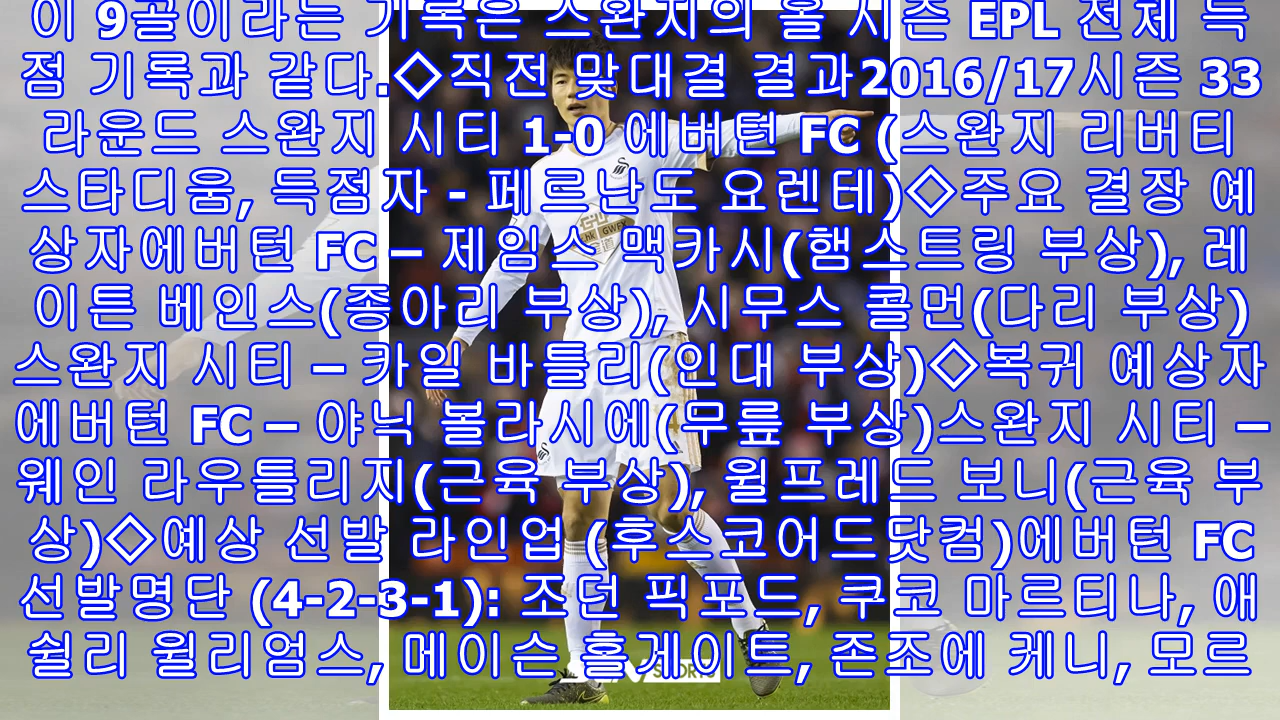 이 9골이라는 기록은 스완지의 올 시즌 EPL 전체 득
점 기록과 같다.◇직전 맞대결 결과2016/17시즌 33
라운드 스완지 시티 1-0 에버턴 FC (스완지 리버티
스타디움, 득점자 - 페르난도 요렌테)◇주요 결장 예
상자에버턴 FC – 제임스 맥카시(햄스트링 부상), 레
이튼 베인스(종아리 부상), 시무스 콜먼(다리 부상)
스완지 시티 – 카일 바틀리(인대 부상)◇복귀 예상자
에버턴 FC – 야닉 볼라시에(무릎 부상)스완지 시티 –
웨인 라우틀리지(근육 부상), 윌프레드 보니(근육 부
상)◇예상 선발 라인업 (후스코어드닷컴)에버턴 FC
선발명단 (4-2-3-1): 조던 픽포드, 쿠코 마르티나, 애
쉴리 윌리엄스, 메이슨 홀게이트, 존조에 케니, 모르
GWFX
SPORTS